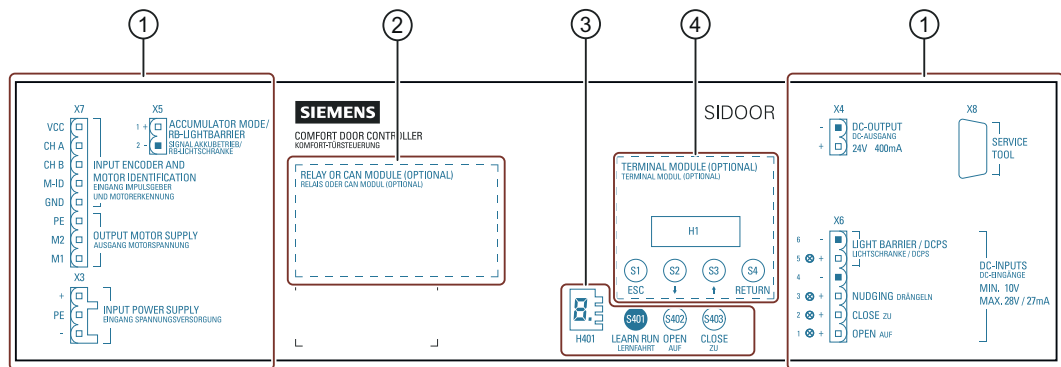 1
2
3
4
1
X7
VCC
CH A
CH B
M-ID
GND
PE
M2
M1
INPUT ENCODER AND
MOTOR IDENTIFICATION
EINGANG IMPULSGEBER
UND MOTORERKENNUNG
OUTPUT MOTOR SUPPLY
AUSGANG MOTORSPANNUNG
X5
1 +
2 -
ACCUMULATOR MODE/
RB-LIGHTBARRIER
SIGNAL AKKUBETRIEB/
RB-LICHTSCHRANKE
X3
+
PE
-
INPUT POWER SUPPLY
EINGANG SPANNUNGSVERSORGUNG
SIEMENS
COMFORT DOOR CONTROLLER
KOMFORT-TÜRSTEUERUNG
RELAY OR CAN MODULE (OPTIONAL)
RELAIS ODER CAN MODUL (OPTIONAL)
SIDOOR
TERMINAL MODULE (OPTIONAL)
TERMINAL MODUL (OPTIONAL)
H1
S1 S2 S3 S4
ESC ↓ ↑ RETURN
8.
H401
S401 S402 S403
LEARN RUN OPEN CLOSE
LERNFAHRT AUF ZU
X4
-
+
DC-OUTPUT
DC-AUSGANG
24V 400mA
X8
SERVICE
TOOL
X6
6 -
5 +
LIGHT BARRIER / DCPS
LICHTSCHRANKE / DCPS
4 -
3 + NUDGING DRÄNGELN
2 + CLOSE ZU
1 + OPEN AUF
DC-INPUTS
DC-EINGÄNGE
MIN. 10V
MAX. 28V / 27mA